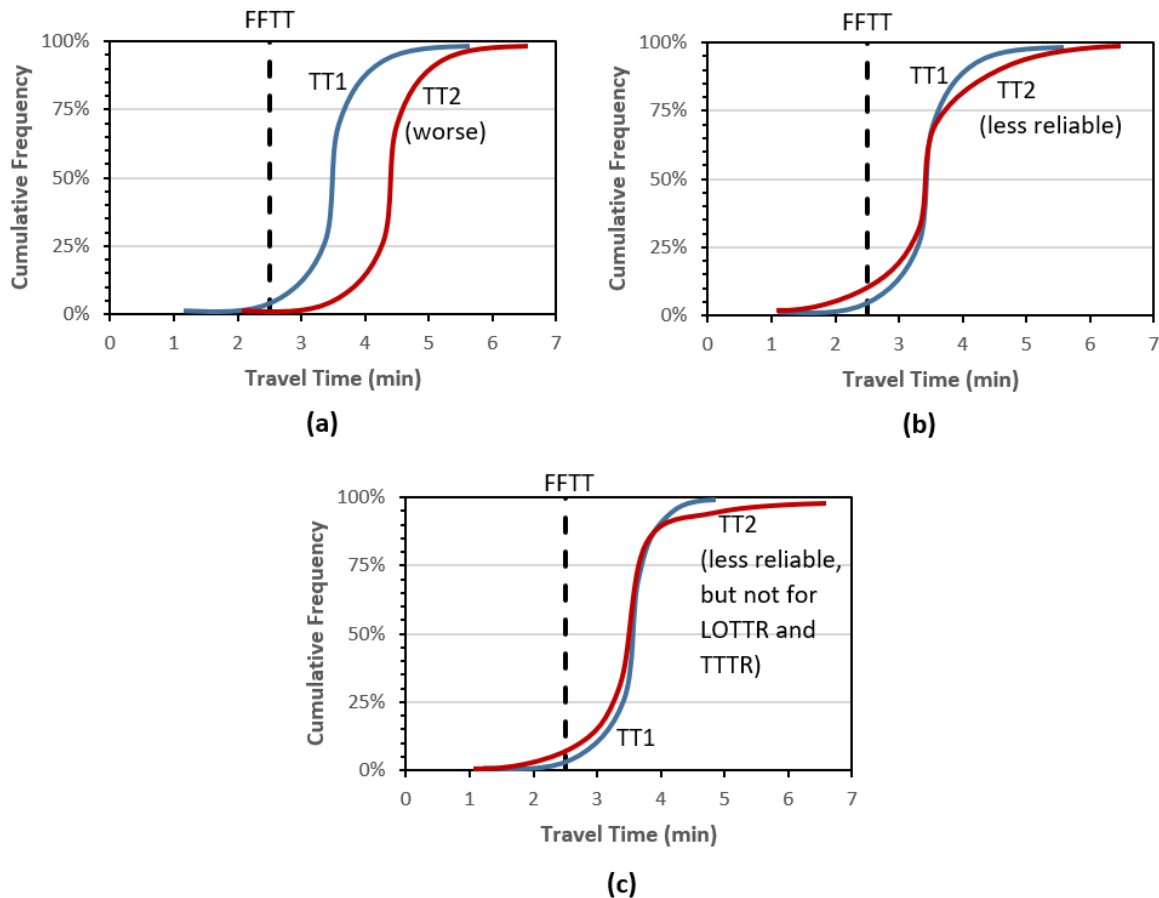 FFTT
100%
75%
50%
25%
0%
Cumulative Frequency
TT1
TT2
(worse)
0 1 2 3 4 5 6 7
Travel Time (min)
(a)
FFTT
100%
75%
50%
25%
0%
Cumulative Frequency
TT1
TT2
(less reliable)
0 1 2 3 4 5 6 7
Travel Time (min)
(b)
FFTT
100%
75%
50%
25%
0%
Cumulative Frequency
TT2
(less reliable,
but not for
LOTTR and
TTTR)
TT1
0 1 2 3 4 5 6 7
Travel Time (min)
(c)